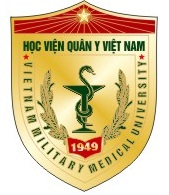 HỌC VIỆN QUÂN Y VIỆT NAM
VIETNAM MILITARY MEDICAL UNIVERSITY
1949